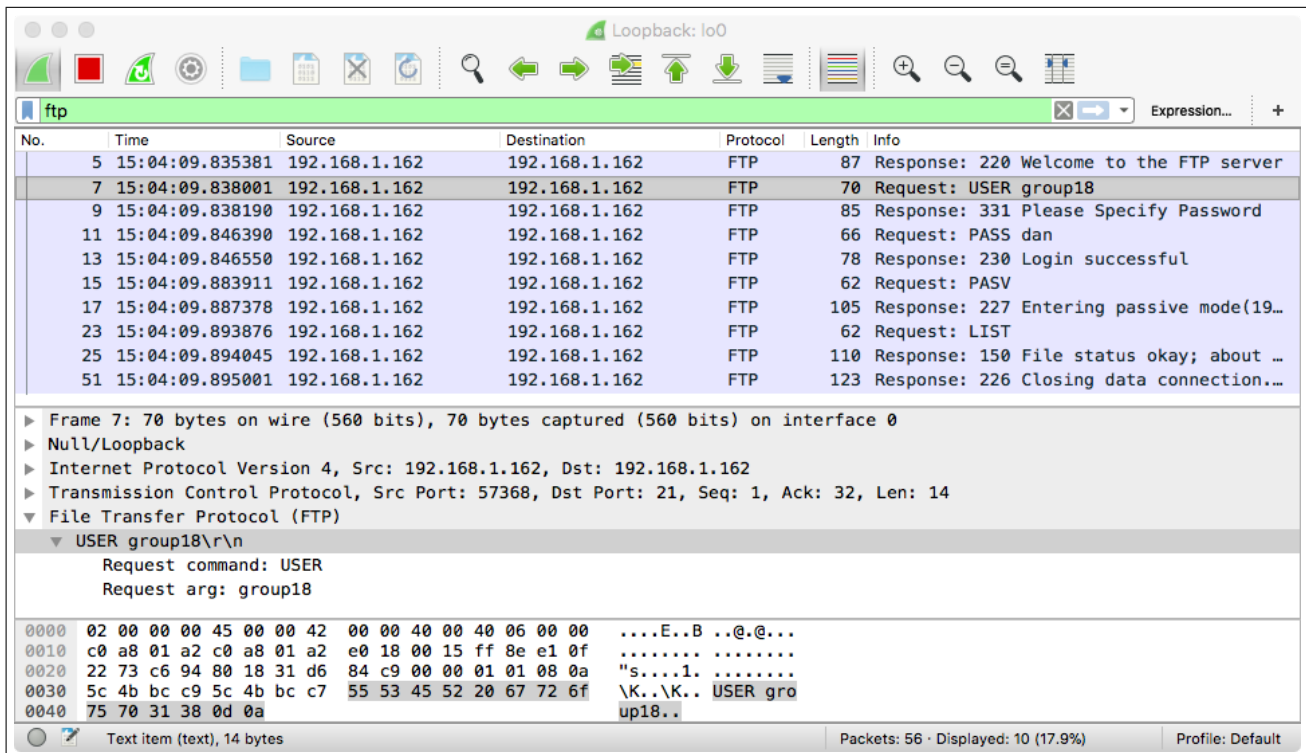 Loopback: lo0
ftp Expression... +
No. Time Source Destination Protocol Length Info
5 15:04:09.835381 192.168.1.162 192.168.1.162 FTP 87 Response: 220 Welcome to the FTP server
7 15:04:09.838001 192.168.1.162 192.168.1.162 FTP 70 Request: USER group18
9 15:04:09.838190 192.168.1.162 192.168.1.162 FTP 85 Response: 331 Please Specify Password
11 15:04:09.846390 192.168.1.162 192.168.1.162 FTP 66 Request: PASS dan
13 15:04:09.846550 192.168.1.162 192.168.1.162 FTP 78 Response: 230 Login successful
15 15:04:09.883911 192.168.1.162 192.168.1.162 FTP 62 Request: PASV
17 15:04:09.887378 192.168.1.162 192.168.1.162 FTP 105 Response: 227 Entering passive mode(19…
23 15:04:09.893876 192.168.1.162 192.168.1.162 FTP 62 Request: LIST
25 15:04:09.894045 192.168.1.162 192.168.1.162 FTP 110 Response: 150 File status okay; about …
51 15:04:09.895001 192.168.1.162 192.168.1.162 FTP 123 Response: 226 Closing data connection.…
Frame 7: 70 bytes on wire (560 bits), 70 bytes captured (560 bits) on interface 0
Null/Loopback
Internet Protocol Version 4, Src: 192.168.1.162, Dst: 192.168.1.162
Transmission Control Protocol, Src Port: 57368, Dst Port: 21, Seq: 1, Ack: 32, Len: 14
File Transfer Protocol (FTP)
USER group18\r\n
Request command: USER
Request arg: group18
0000 02 00 00 00 45 00 00 42 00 00 40 00 40 06 00 00 ....E..B ..@.@...
0010 c0 a8 01 a2 c0 a8 01 a2 e0 18 00 15 ff 8e e1 0f ........ ........
0020 22 73 c6 94 80 18 31 d6 84 c9 00 00 01 01 08 0a "s....1. ........
0030 5c 4b bc c9 5c 4b bc c7 55 53 45 52 20 67 72 6f \K..\K.. USER gro
0040 75 70 31 38 0d 0a up18..
Text item (text), 14 bytes Packets: 56 · Displayed: 10 (17.9%) Profile: Default